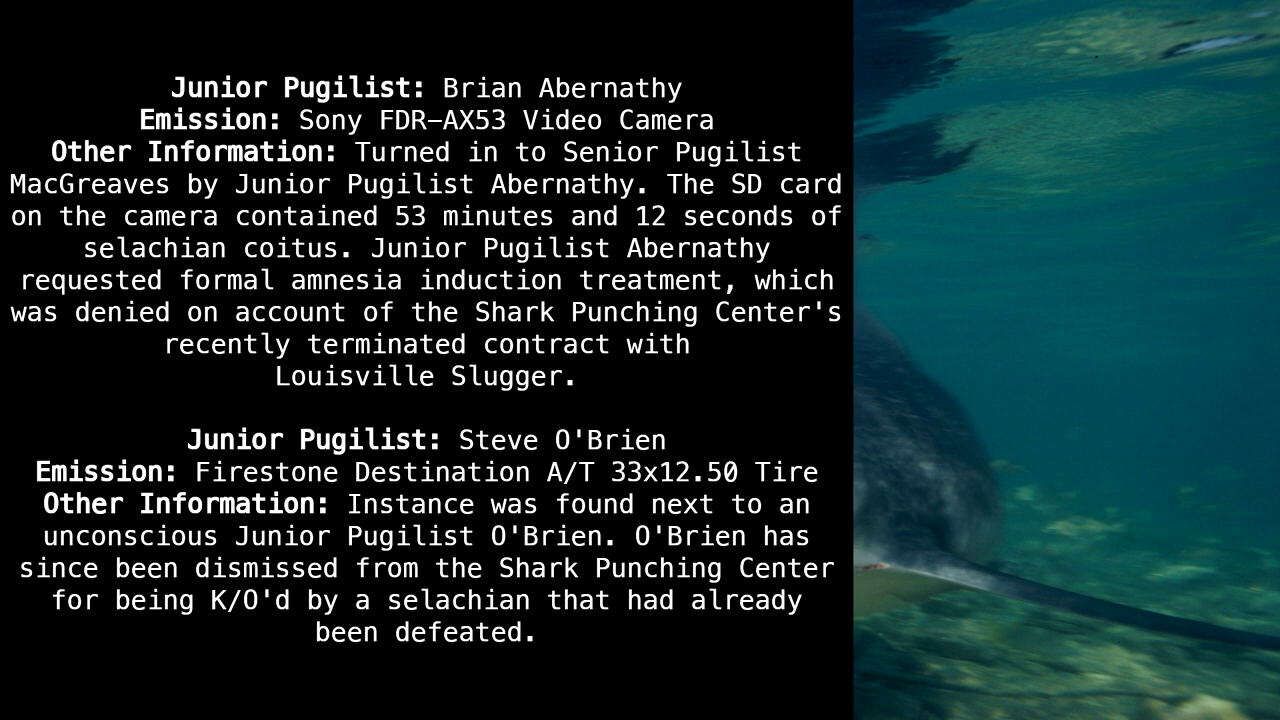 Junior Pugilist: Brian Abernathy
Emission: Sony FDR–AX53 Video Camera
Other Information: Turned in to Senior Pugilist
MacGreaves by Junior Pugilist Abernathy. The SD card
on the camera contained 53 minutes and 12 seconds of
selachian coitus. Junior Pugilist Abernathy
requested formal amnesia induction treatment, which
was denied on account of the Shark Punching Center's
recently terminated contract with
Louisville Slugger.
Junior Pugilist: Steve O'Brien
Emission: Firestone Destination A/T 33x12.50 Tire
Other Information: Instance was found next to an
unconscious Junior Pugilist O'Brien. O'Brien has
since been dismissed from the Shark Punching Center
for being K/O'd by a selachian that had already
been defeated.